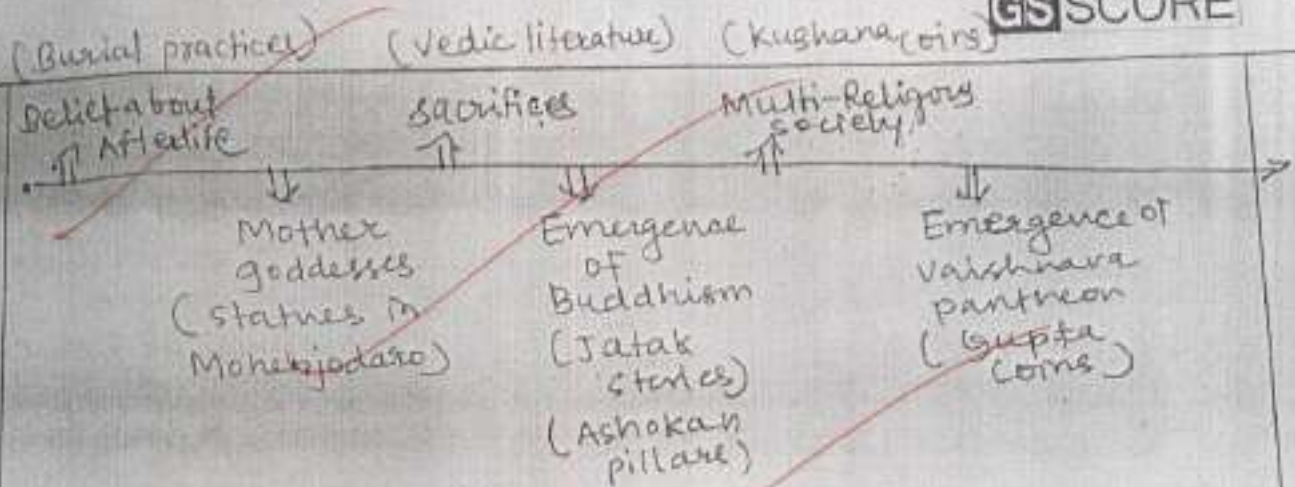 GS SCORE
(Burial practices) (Vedic literature) (Kushana coins)
Belief about
Afterlife
sacrifices
Multi-Religous
society
Mother
goddesses
(statues in
Mohenjodaro)
Emergence
of
Buddhism
(Jatak
stories)
(Ashokan
pillars)
Emergence of
vaishnava
pantheon
(Gupta
coins)